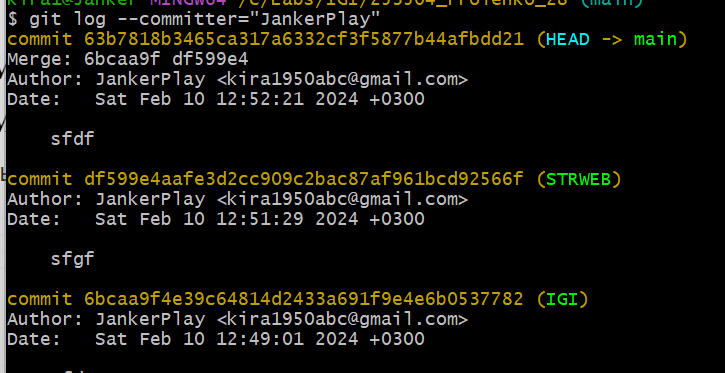 $ git log --committer="JankerPlay"
commit 63b7818b3465ca317a6332cf3f5877b44afbdd21 (HEAD -> main)
Merge: 6bcaa9f df599e4
Author: JankerPlay <kira1950abc@gmail.com>
Date:   Sat Feb 10 12:52:21 2024 +0300
sfdf
commit df599e4aafe3d2cc909c2bac87af961bcd92566f (STRWEB)
Author: JankerPlay <kira1950abc@gmail.com>
Date:   Sat Feb 10 12:51:29 2024 +0300
sfgf
commit 6bcaa9f4e39c64814d2433a691f9e4e6b0537782 (IGI)
Author: JankerPlay <kira1950abc@gmail.com>
Date:   Sat Feb 10 12:49:01 2024 +0300